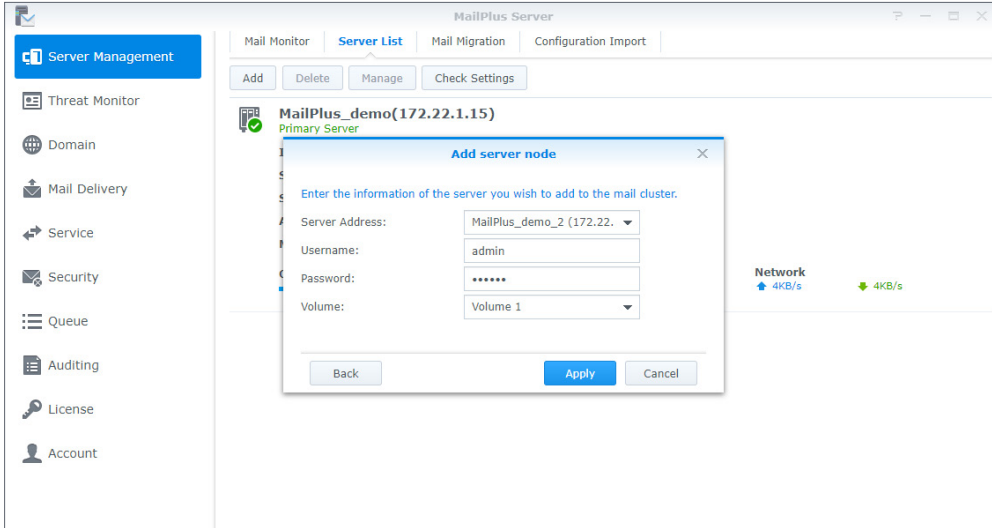 MailPlus Server
Server Management
Threat Monitor
Domain
Mail Delivery
Service
Security
Queue
Auditing
License
Account
Mail Monitor Server List Mail Migration Configuration Import
Add Delete Manage Check Settings
MailPlus_demo(172.22.1.15)
Primary Server
Add server node
Enter the information of the server you wish to add to the mail cluster.
Server Address: MailPlus_demo_2 (172.22.
Username: admin
Password: ••••••
Volume: Volume 1
Back Apply Cancel
Network
4KB/s 4KB/s